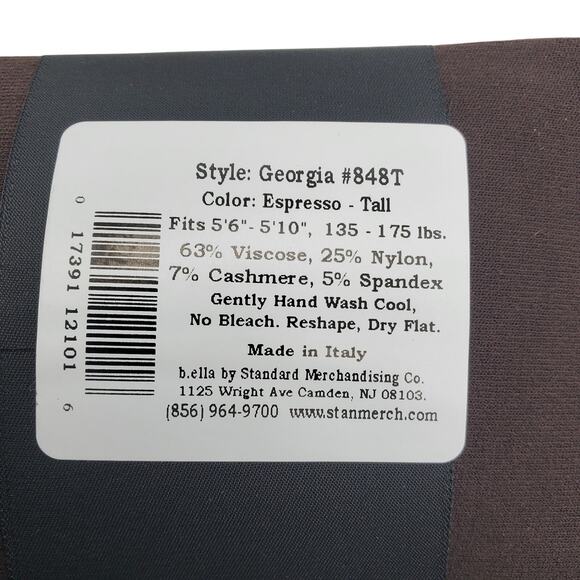 Style: Georgia #848T
Color: Espresso - Tall
Fits 5'6"- 5'10", 135 - 175 lbs.
63% Viscose, 25% Nylon,
7% Cashmere, 5% Spandex
Gently Hand Wash Cool,
No Bleach. Reshape, Dry Flat.
Made in Italy
b.ella by Standard Merchandising Co.
1125 Wright Ave Camden, NJ 08103.
(856) 964-9700 www.stanmerch.com
0 17391 12101 6